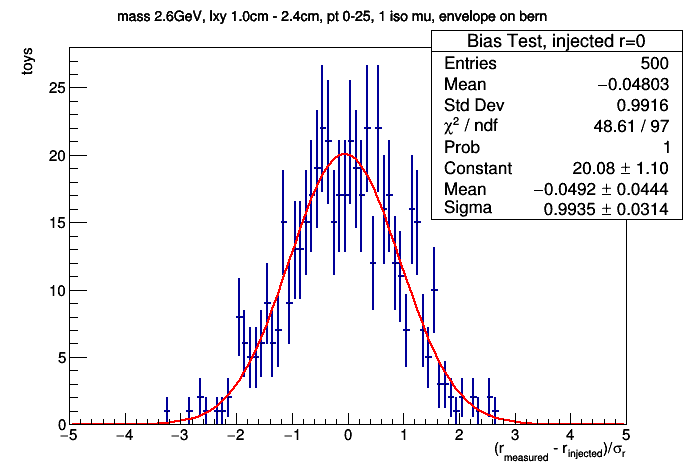 mass 2.6GeV, lxy 1.0cm - 2.4cm, pt 0-25, 1 iso mu, envelope on bern
Bias Test, injected r=0
Entries 500
Mean −0.04803
Std Dev 0.9916
χ² / ndf 48.61 / 97
Prob 1
Constant 20.08 ± 1.10
Mean −0.0492 ± 0.0444
Sigma 0.9935 ± 0.0314
toys
25
20
15
10
5
0
−5 −4 −3 −2 −1 0 1 2 3 4 5
(r_measured - r_injected)/σ_r